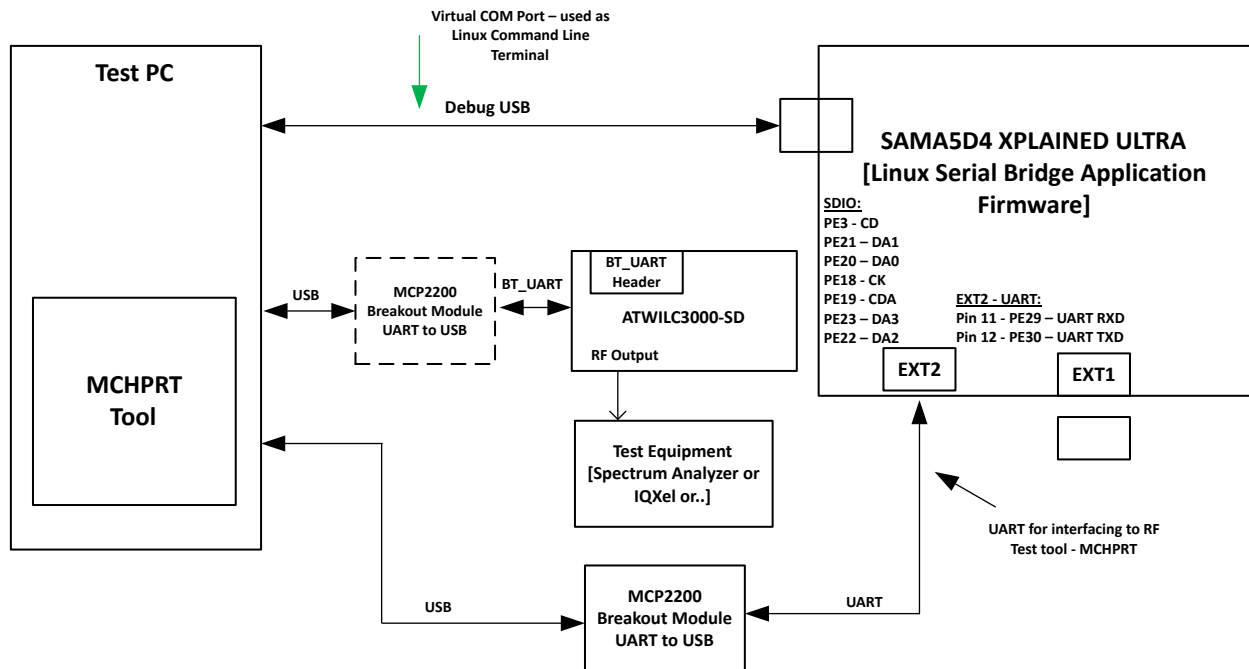 Virtual COM Port – used as
Linux Command Line
Terminal
Test PC
Debug USB
SAMA5D4 XPLAINED ULTRA
[Linux Serial Bridge Application
Firmware]
SDIO:
PE3 - CD
PE21 – DA1
PE20 – DA0
PE18 - CK
PE19 - CDA
PE23 – DA3
PE22 – DA2
EXT2 - UART:
Pin 11 - PE29 – UART RXD
Pin 12 - PE30 – UART TXD
EXT2
EXT1
USB
MCP2200
Breakout Module
UART to USB
BT_UART
BT_UART
Header
ATWILC3000-SD
RF Output
MCHPRT
Tool
Test Equipment
[Spectrum Analyzer or
IQXel or..]
UART for interfacing to RF
Test tool - MCHPRT
USB
MCP2200
Breakout Module
UART to USB
UART